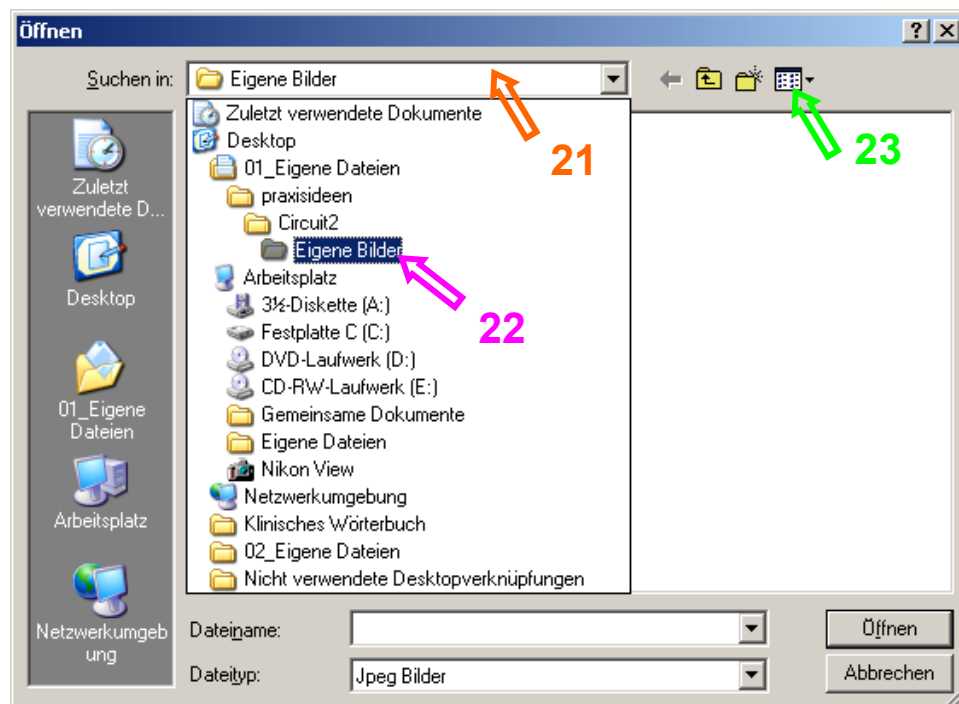 Öffnen
Suchen in: Eigene Bilder
Zuletzt verwendete Dokumente
Desktop
01_Eigene Dateien
praxisideen
Circuit2
Eigene Bilder
Arbeitsplatz
3½-Diskette (A:)
Festplatte C (C:)
DVD-Laufwerk (D:)
CD-RW-Laufwerk (E:)
Gemeinsame Dokumente
Eigene Dateien
Nikon View
Netzwerkumgebung
Klinisches Wörterbuch
02_Eigene Dateien
Nicht verwendete Desktopverknüpfungen
21
22
23
Zuletzt
verwendete D...
Desktop
01_Eigene
Dateien
Arbeitsplatz
Netzwerkumgeb
ung
Dateiname:
Öffnen
Dateityp: Jpeg Bilder
Abbrechen